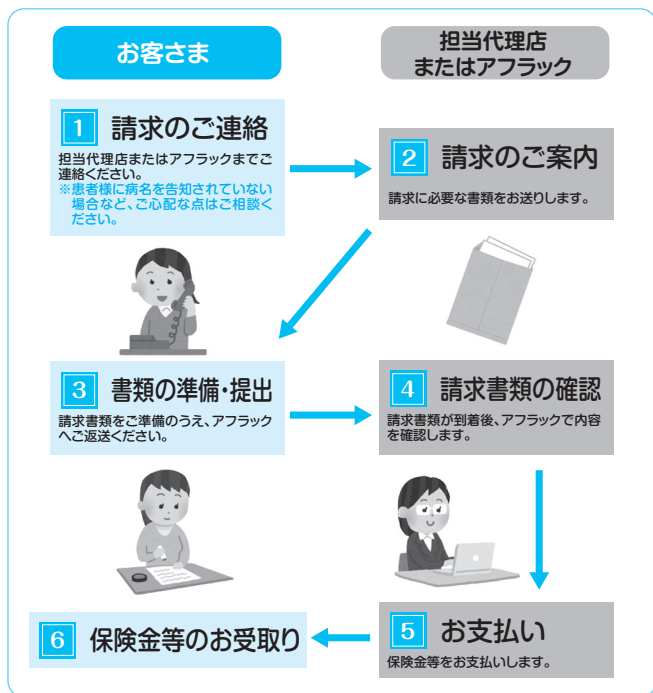 お客さま
担当代理店
またはアフラック
1 請求のご連絡
担当代理店またはアフラックまでご
連絡ください。
※患者様に病名を告知されていない
場合など、ご心配な点はご相談く
ださい。
2 請求のご案内
請求に必要な書類をお送りします。
3 書類の準備・提出
請求書類をご準備のうえ、アフラック
へご返送ください。
4 請求書類の確認
請求書類が到着後、アフラックで内容
を確認します。
5 お支払い
保険金等をお支払いします。
6 保険金等のお受取り